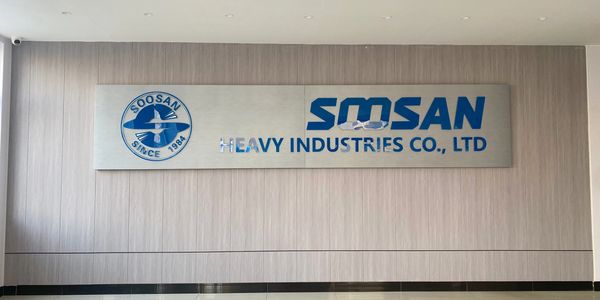 SOOSAN
SINCE 1984
SOOSAN
HEAVY INDUSTRIES CO., LTD